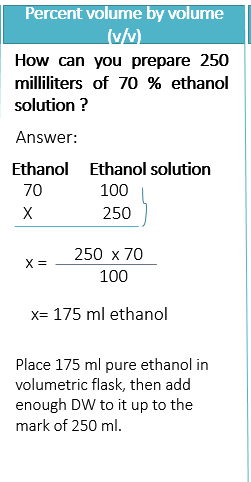 Percent volume by volume
(v/v)
How can you prepare 250
milliliters of 70 % ethanol
solution ?
Answer:
Ethanol Ethanol solution
70 100
X 250
X = 250 x 70
100
x= 175 ml ethanol
Place 175 ml pure ethanol in
volumetric flask, then add
enough DW to it up to the
mark of 250 ml.